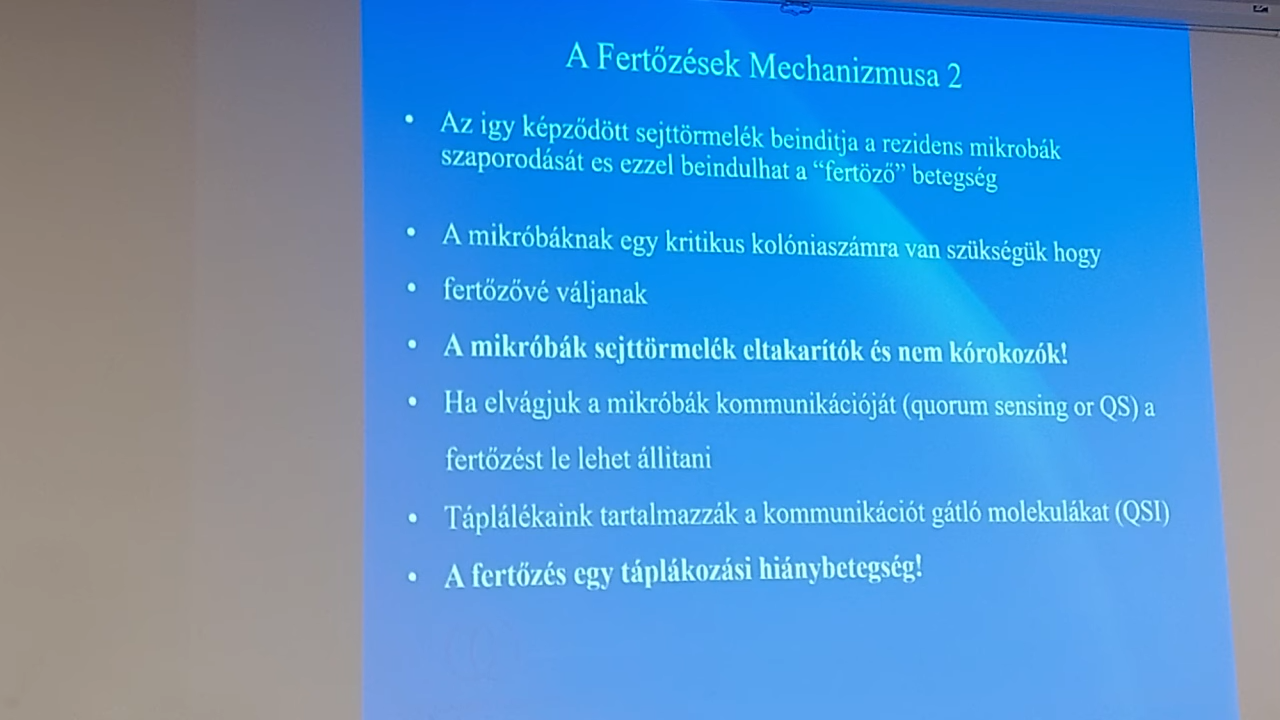 A Fertőzések Mechanizmusa 2
• Az igy képződött sejttörmelék beinditja a rezidens mikrobák
szaporodását es ezzel beindulhat a “fertöző” betegség
• A mikróbáknak egy kritikus kolóniaszámra van szükségük hogy
• fertőzővé váljanak
• A mikróbák sejttörmelék eltakarítók és nem kórokozók!
• Ha elvágjuk a mikróbák kommunikációját (quorum sensing or QS) a
fertőzést le lehet állitani
• Táplálékaink tartalmazzák a kommunikációt gátló molekulákat (QSI)
• A fertőzés egy táplákozási hiánybetegség!